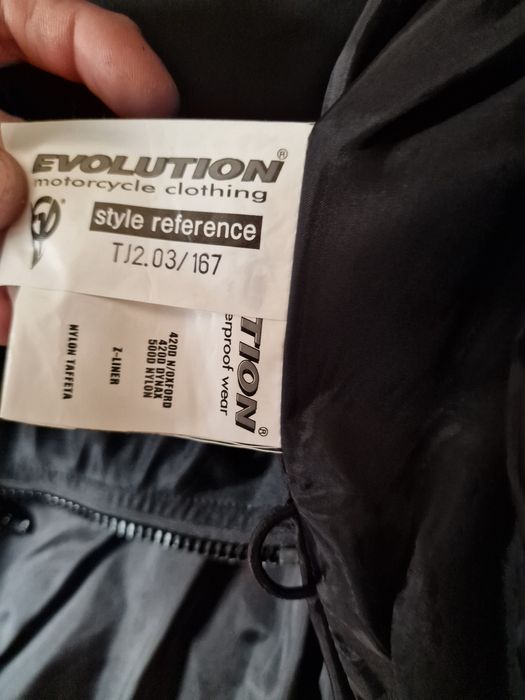 EVOLUTION®
motorcycle clothing
style reference
TJ2.03/167
TION®
erproof wear
420D N/OXFORD
420D DYNAX
500D NYLON
Z-LINER
NYLON TAFFETA